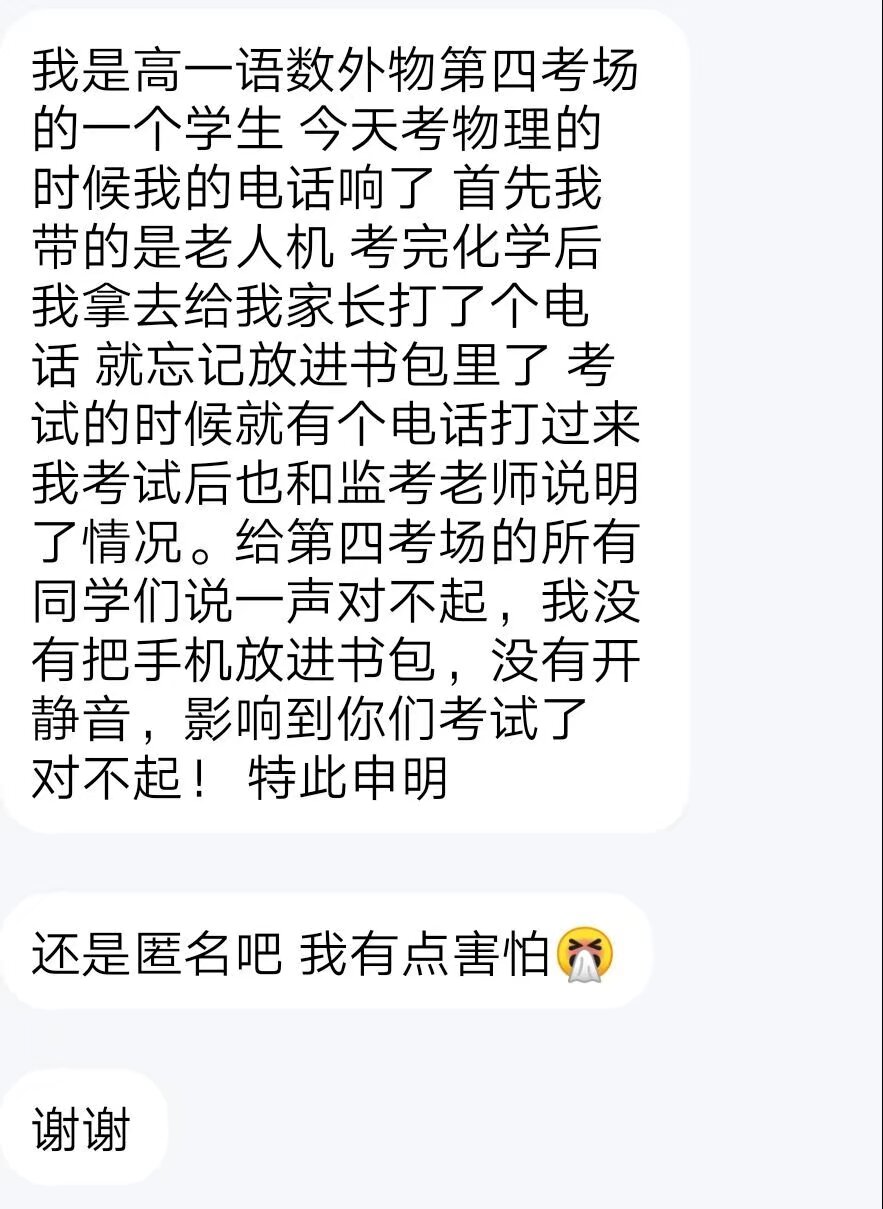 我是高一语数外物第四考场
的一个学生 今天考物理的
时候我的电话响了 首先我
带的是老人机 考完化学后
我拿去给我家长打了个电
话 就忘记放进书包里了 考
试的时候就有个电话打过来
我考试后也和监考老师说明
了情况。给第四考场的所有
同学们说一声对不起，我没
有把手机放进书包，没有开
静音，影响到你们考试了
对不起！ 特此申明
还是匿名吧 我有点害怕🤧
谢谢